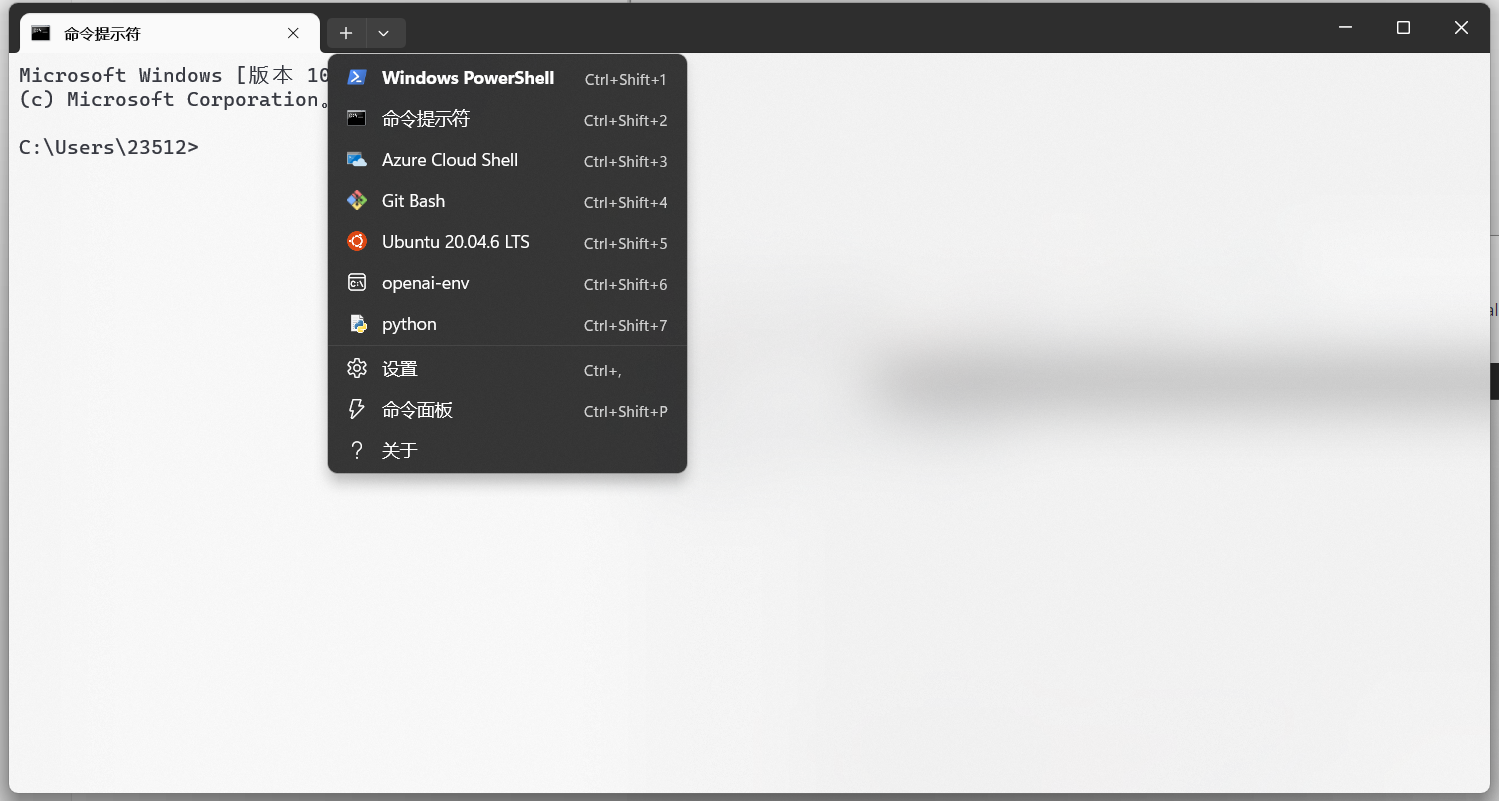 命令提示符
Microsoft Windows [版本 10
(c) Microsoft Corporation。
C:\Users\23512>
Windows PowerShell Ctrl+Shift+1
命令提示符 Ctrl+Shift+2
Azure Cloud Shell Ctrl+Shift+3
Git Bash Ctrl+Shift+4
Ubuntu 20.04.6 LTS Ctrl+Shift+5
openai-env Ctrl+Shift+6
python Ctrl+Shift+7
设置 Ctrl+,
命令面板 Ctrl+Shift+P
关于
al